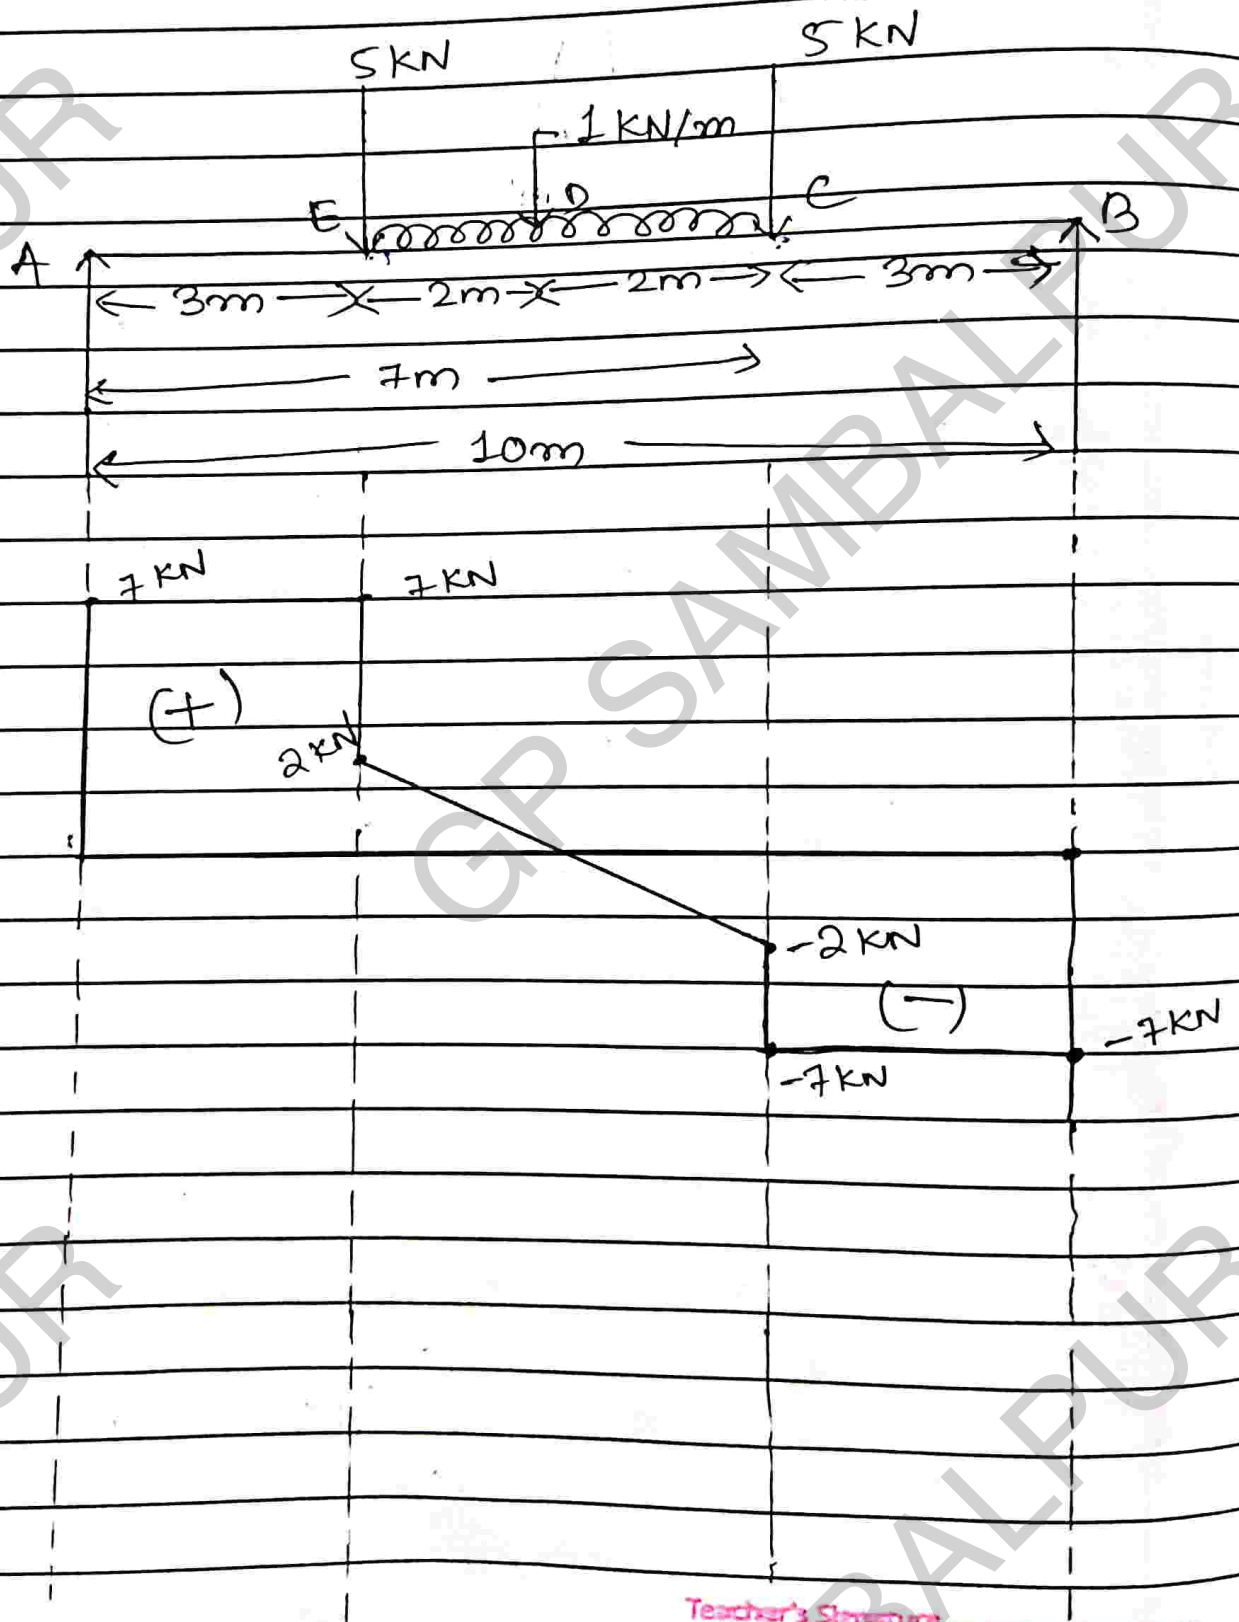 5KN 5KN
1KN/m
E D C
A B
3m 2m 2m 3m
7m
10m
7KN 7KN
(+)
2KN
-2KN
(-)
-7KN
-7KN
GP SAMBALPUR
Teacher's Signature